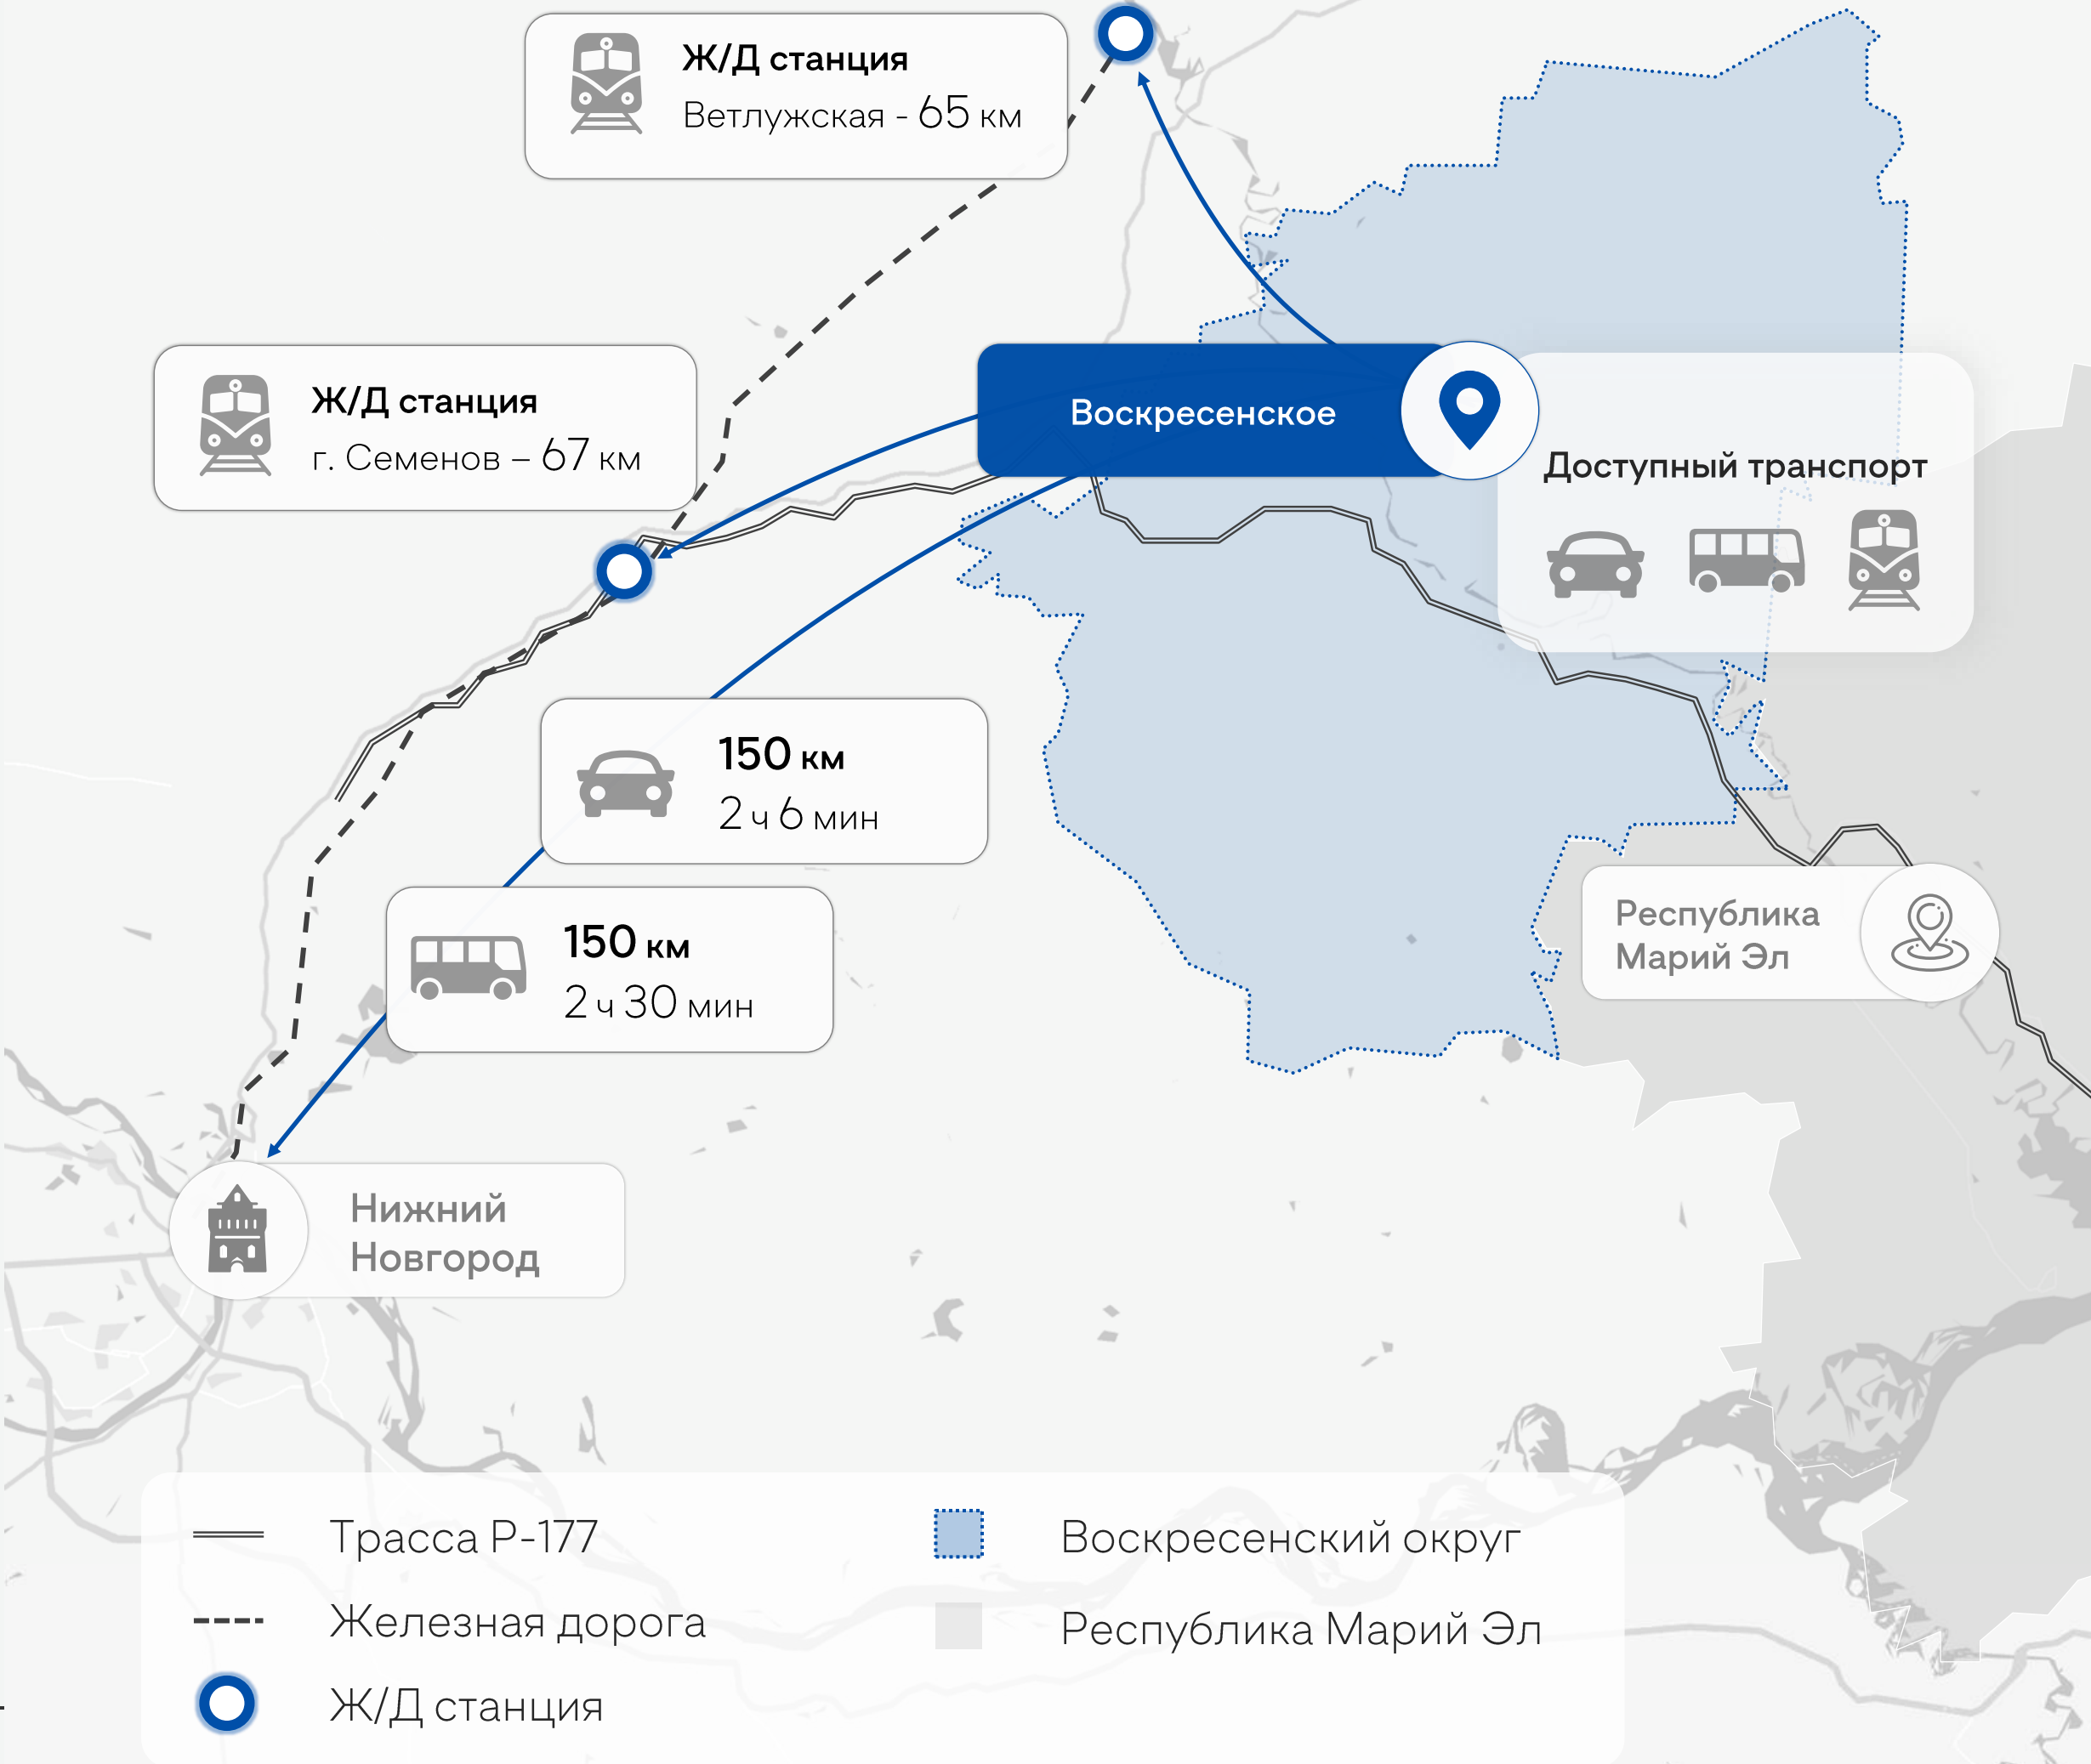 Ж/Д станция
Ветлужская - 65 км
Ж/Д станция
г. Семенов – 67 км
Воскресенское
Доступный транспорт
150 км
2 ч 6 мин
150 км
2 ч 30 мин
Республика
Марий Эл
Нижний
Новгород
Трасса Р-177
Железная дорога
Ж/Д станция
Воскресенский округ
Республика Марий Эл